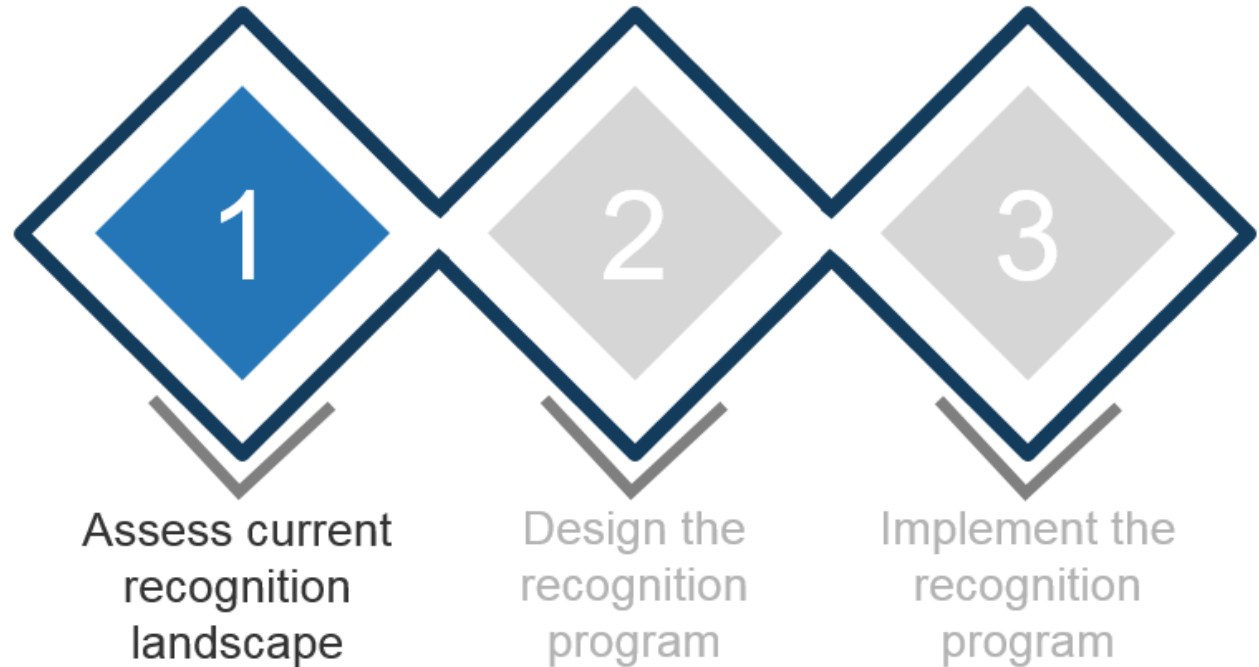 1
2
3
Assess current
recognition
landscape
Design the
recognition
program
Implement the
recognition
program